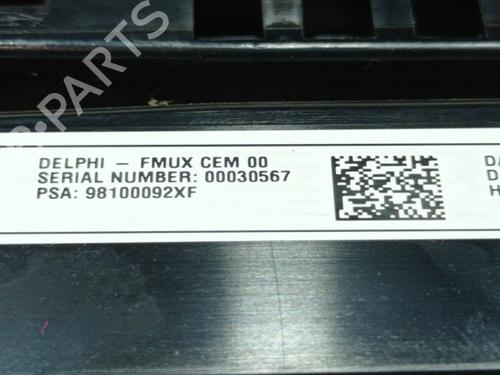 DELPHI – FMUX CEM 00
SERIAL NUMBER: 00030567
PSA: 98100092XF